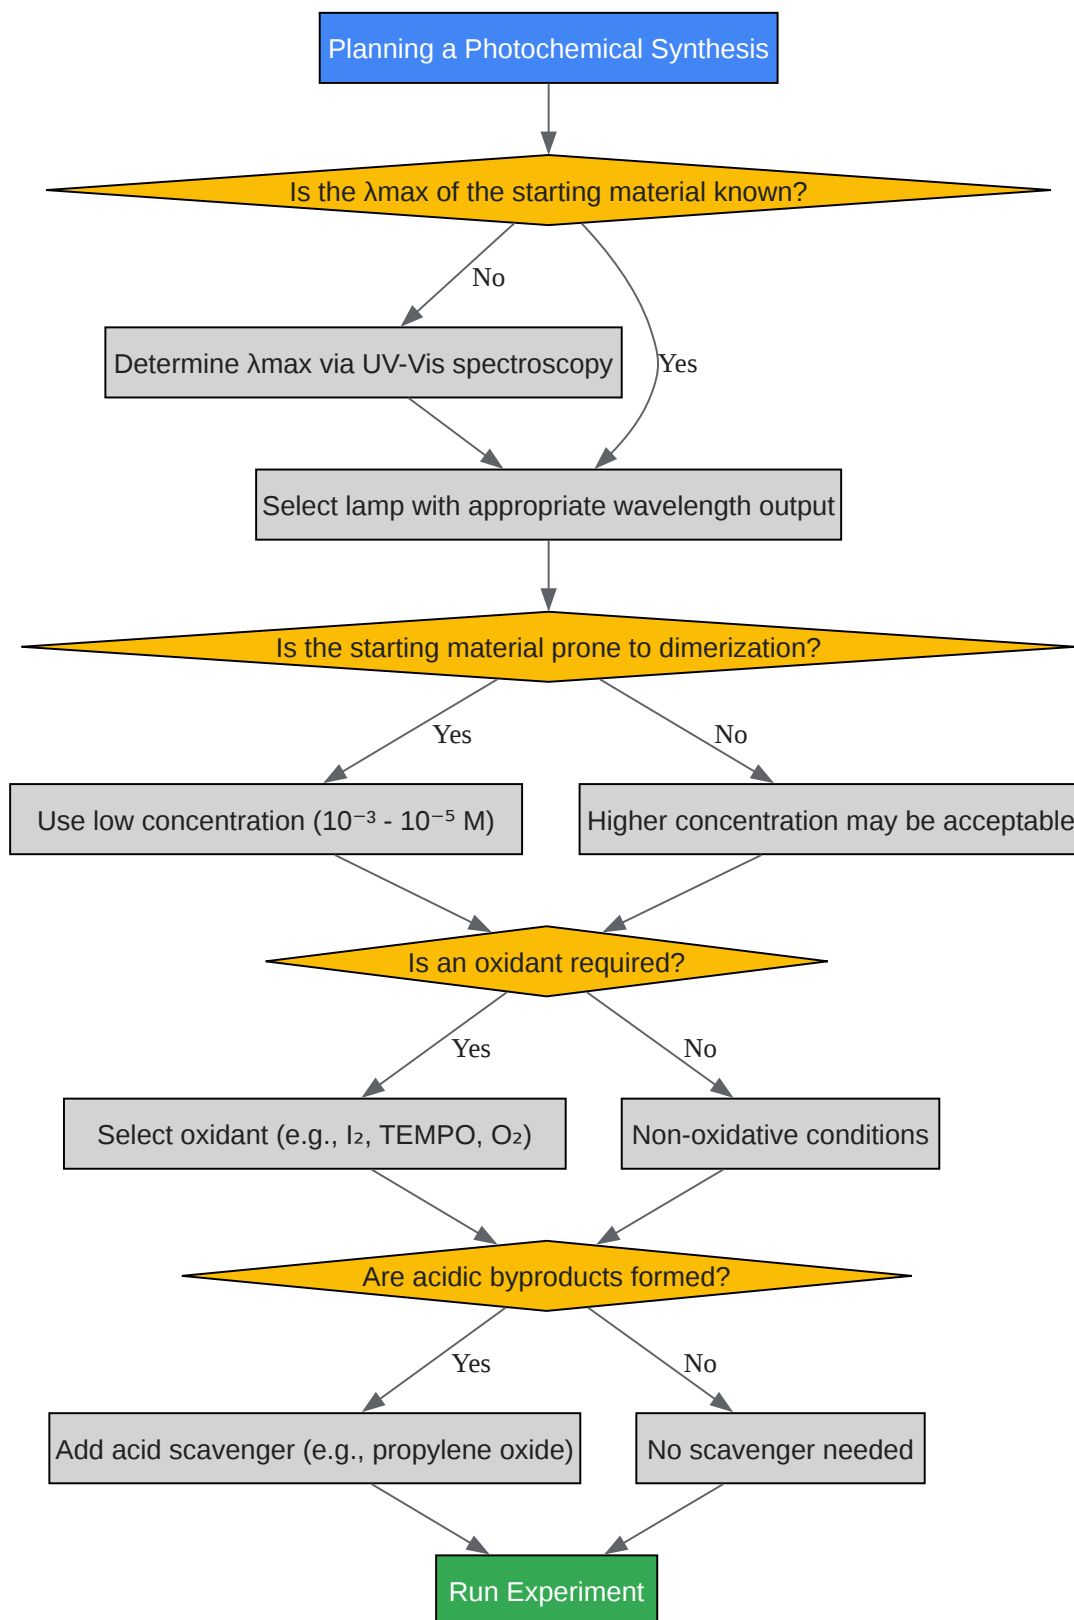 Planning a Photochemical Synthesis
Is the λmax of the starting material known?
No
Determine λmax via UV-Vis spectroscopy
Yes
Select lamp with appropriate wavelength output
Is the starting material prone to dimerization?
Yes
No
Use low concentration (10⁻³ - 10⁻⁵ M)
Higher concentration may be acceptable
Is an oxidant required?
Yes
No
Select oxidant (e.g., I₂, TEMPO, O₂)
Non-oxidative conditions
Are acidic byproducts formed?
Yes
No
Add acid scavenger (e.g., propylene oxide)
No scavenger needed
Run Experiment